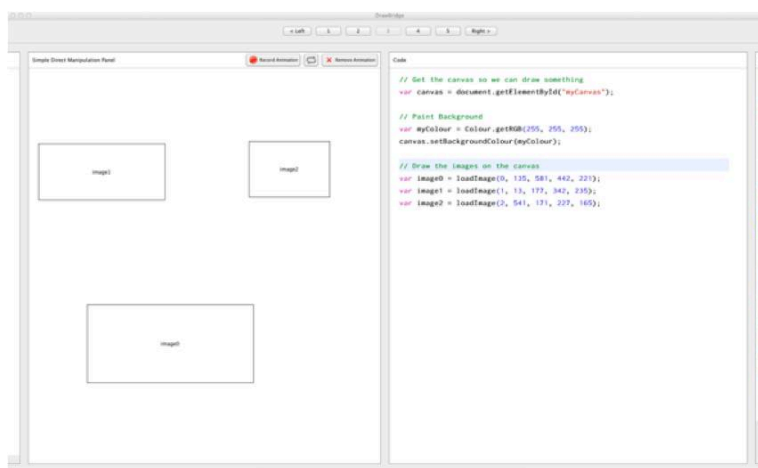 DrawBridge
< Left 1 2 3 4 5 Right >
Simple Direct Manipulation Panel
Record Animation
Remove Animation
Code
image1
image2
image0
// Get the canvas so we can draw something
var canvas = document.getElementById("myCanvas");
// Paint Background
var myColour = Colour.getRGB(255, 255, 255);
canvas.setBackgroundColour(myColour);
// Draw the images on the canvas
var image0 = loadImage(0, 135, 581, 442, 221);
var image1 = loadImage(1, 13, 177, 342, 235);
var image2 = loadImage(2, 541, 171, 227, 165);